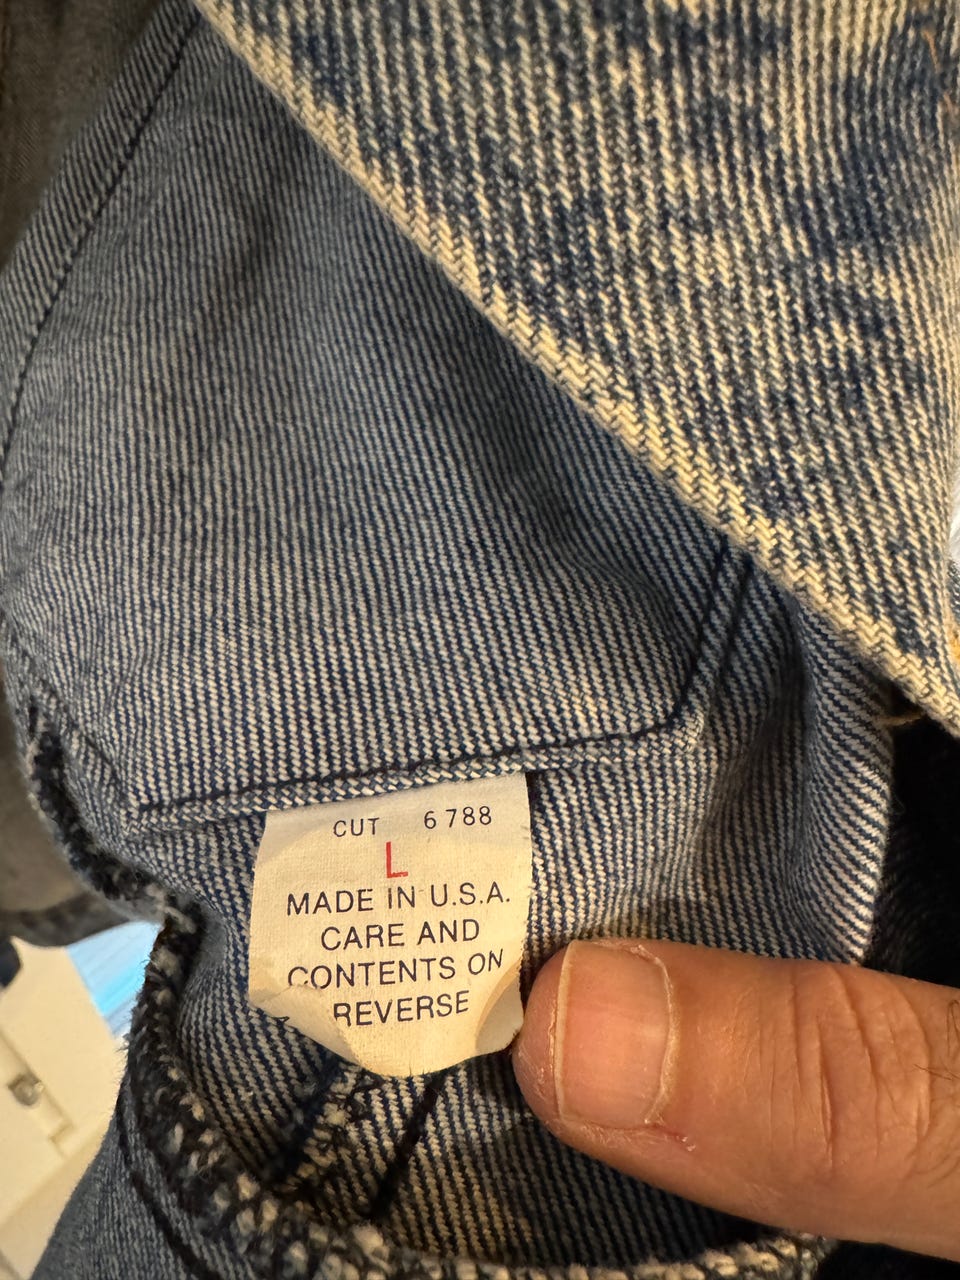 CUT 6788
L
MADE IN U.S.A.
CARE AND
CONTENTS ON
REVERSE